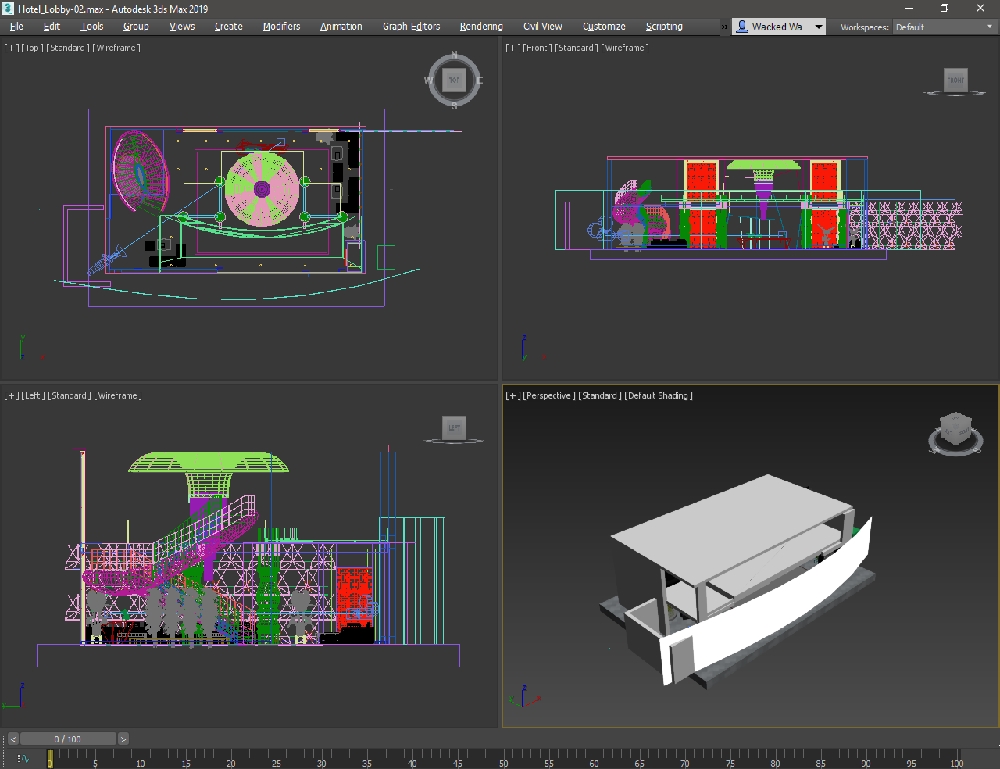 Hotel_Lobby-02.max - Autodesk 3ds Max 2019
File Edit Tools Group Views Create Modifiers Animation Graph Editors Rendering Civil View Customize Scripting » Wacked Wa Workspaces: Default
[+] [Top] [Standard] [Wireframe]
[+] [Front] [Standard] [Wireframe]
N
W TOP E
S
FRONT
[+] [Left] [Standard] [Wireframe]
[+] [Perspective] [Standard] [Default Shading]
LEFT
< 0 / 100 >
0 5 10 15 20 25 30 35 40 45 50 55 60 65 70 75 80 85 90 95 100